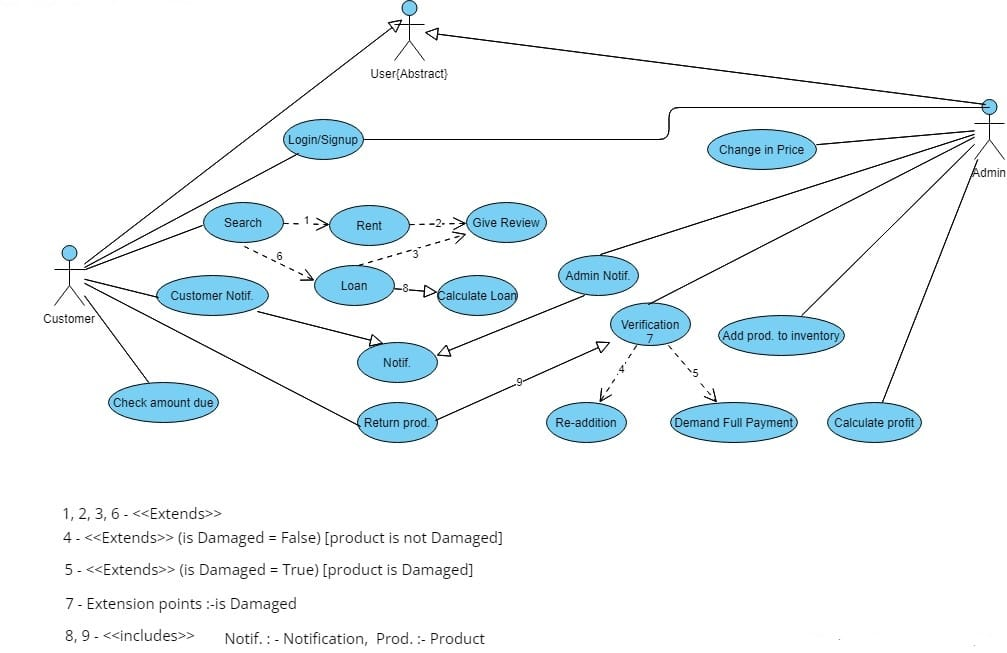 User{Abstract}
Login/Signup
Change in Price
Admin
Search
1
Rent
2
Give Review
3
6
Loan
8
Calculate Loan
Admin Notif.
Customer
Customer Notif.
Verification
7
Add prod. to inventory
Notif.
9
4
5
Check amount due
Return prod.
Re-addition
Demand Full Payment
Calculate profit
1, 2, 3, 6 - <<Extends>>
4 - <<Extends>> (is Damaged = False) [product is not Damaged]
5 - <<Extends>> (is Damaged = True) [product is Damaged]
7 - Extension points :-is Damaged
8, 9 - <<includes>> Notif. : - Notification, Prod. :- Product